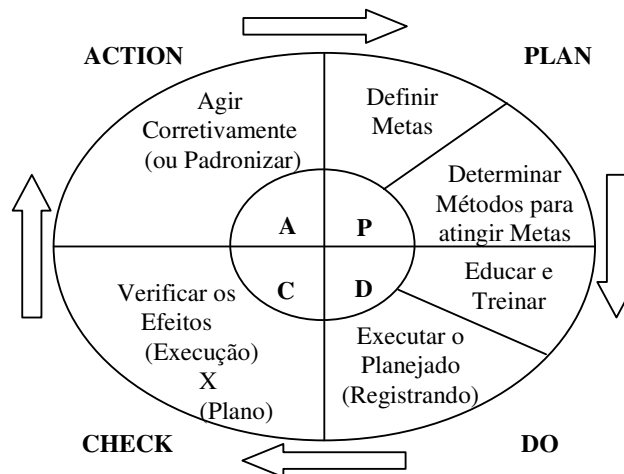 ACTION
PLAN
Agir
Corretivamente
(ou Padronizar)
Definir
Metas
Determinar
Métodos para
atingir Metas
A
P
C
D
Educar e
Treinar
Executar o
Planejado
(Registrando)
Verificar os
Efeitos
(Execução)
X
(Plano)
CHECK
DO